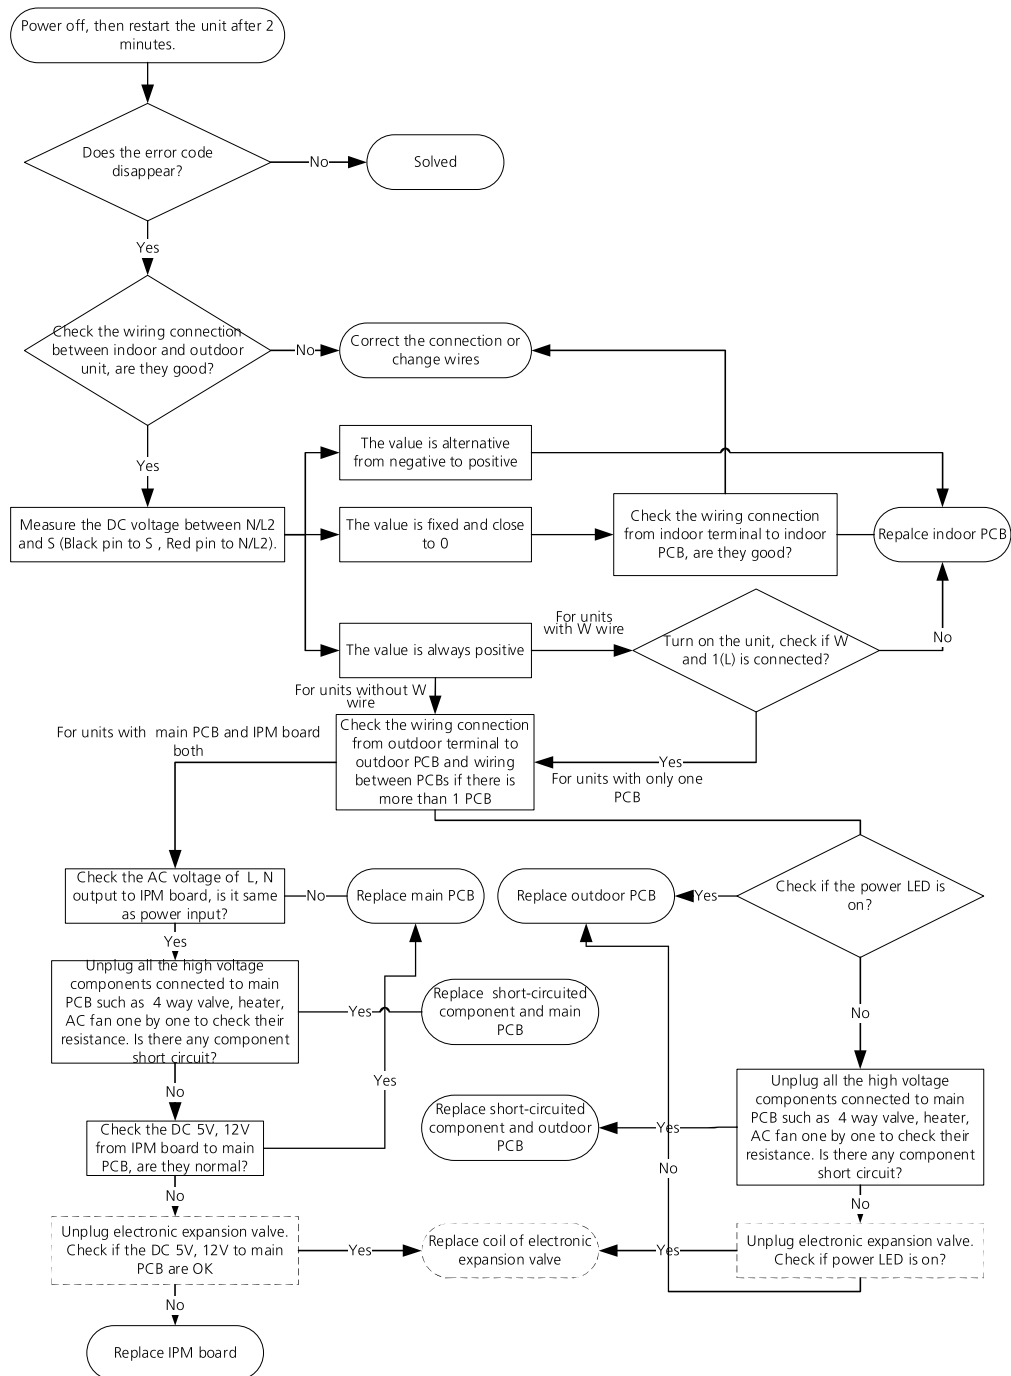 Power off, then restart the unit after 2
minutes.
Does the error code
disappear?
No
Solved
Yes
Check the wiring connection
between indoor and outdoor
unit, are they good?
No
Correct the connection or
change wires
Yes
The value is alternative
from negative to positive
Measure the DC voltage between N/L2
and S (Black pin to S , Red pin to N/L2).
The value is fixed and close
to 0
Check the wiring connection
from indoor terminal to indoor
PCB, are they good?
Repalce indoor PCB
The value is always positive
For units
with W wire
Turn on the unit, check if W
and 1(L) is connected?
No
For units without W
wire
For units with  main PCB and IPM board
both
Check the wiring connection
from outdoor terminal to
outdoor PCB and wiring
between PCBs if there is
more than 1 PCB
Yes
For units with only one
PCB
Check the AC voltage of  L, N
output to IPM board, is it same
as power input?
No
Replace main PCB
Replace outdoor PCB
Yes
Check if the power LED is
on?
Yes
Unplug all the high voltage
components connected to main
PCB such as  4 way valve, heater,
AC fan one by one to check their
resistance. Is there any component
short circuit?
Yes
Replace  short-circuited
component and main
PCB
No
No
Yes
Check the DC 5V, 12V
from IPM board to main
PCB, are they normal?
Replace short-circuited
component and outdoor
PCB
Yes
Unplug all the high voltage
components connected to main
PCB such as  4 way valve, heater,
AC fan one by one to check their
resistance. Is there any component
short circuit?
No
No
No
Unplug electronic expansion valve.
Check if the DC 5V, 12V to main
PCB are OK
Yes
Replace coil of electronic
expansion valve
Yes
Unplug electronic expansion valve.
Check if power LED is on?
No
Replace IPM board